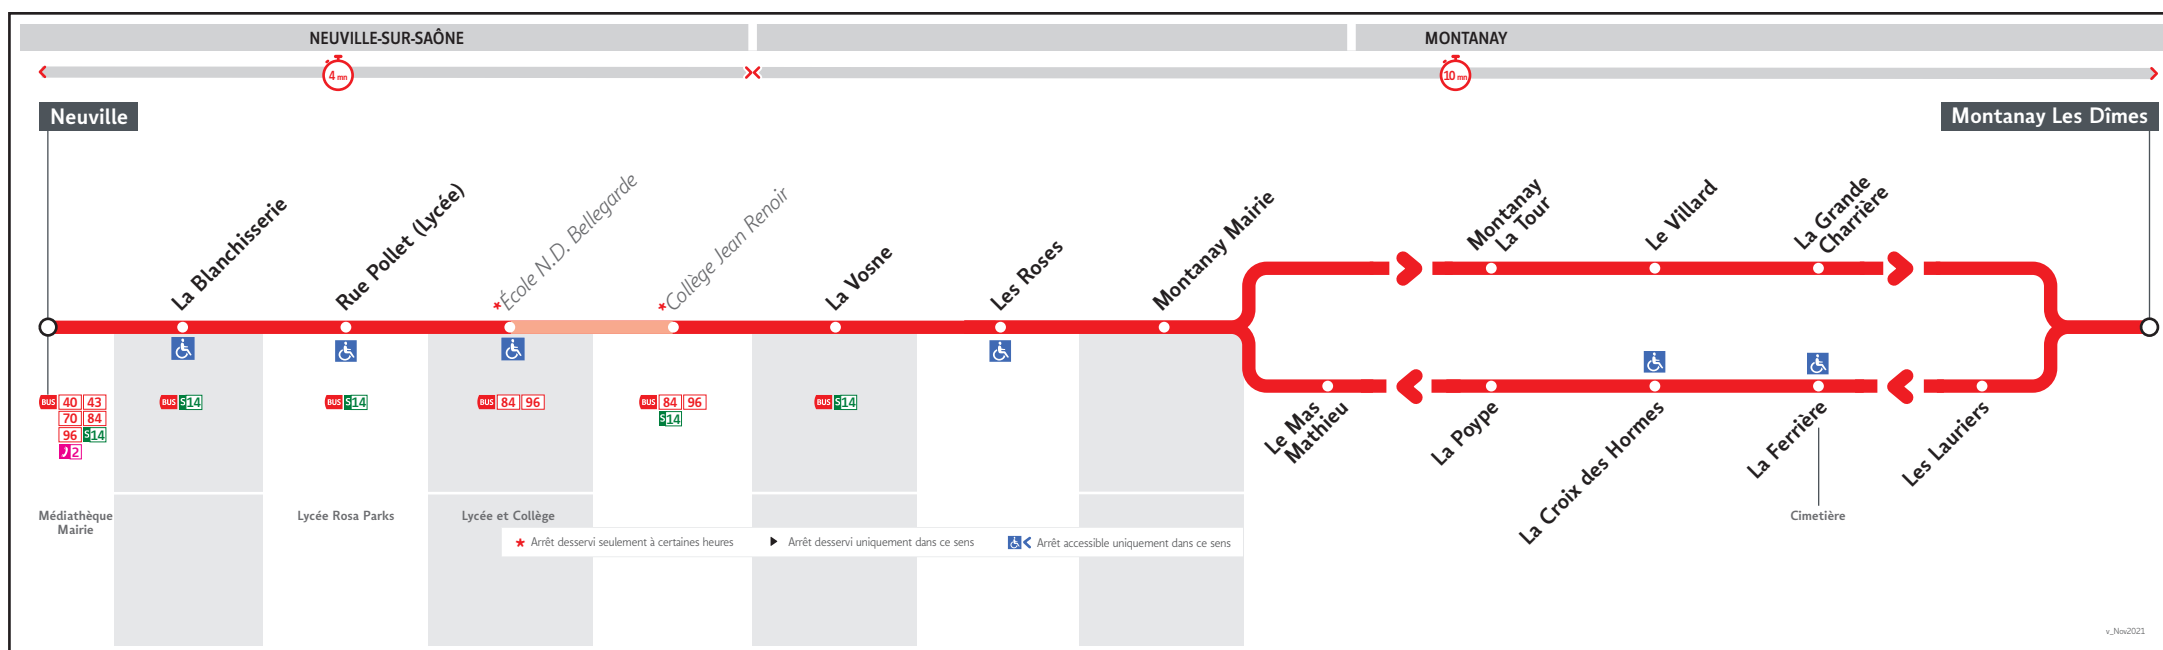 NEUVILLE-SUR-SAÔNE
MONTANAY
4 mn
10 mn
Neuville
Montanay Les Dîmes
La Blanchisserie
Rue Pollet (Lycée)
*École N.D. Bellegarde
*Collège Jean Renoir
La Vosne
Les Roses
Montanay Mairie
Montanay
La Tour
Le Villard
La Grande
Charrière
Le Mas
Mathieu
La Poype
La Croix des Hormes
La Ferrière
Les Lauriers
BUS 40 43
70 84
96 S14
2
BUS S14
BUS S14
BUS 84 96
BUS 84 96
S14
BUS S14
Médiathèque
Mairie
Lycée Rosa Parks
Lycée et Collège
Cimetière
* Arrêt desservi seulement à certaines heures
Arrêt desservi uniquement dans ce sens
Arrêt accessible uniquement dans ce sens
v_Nov2021